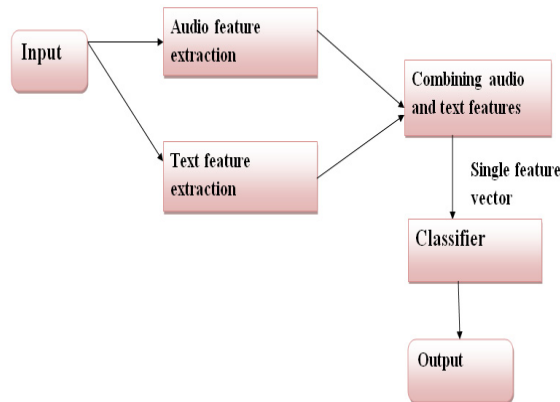 Input
Audio feature
extraction
Text feature
extraction
Combining audio
and text features
Single feature
vector
Classifier
Output